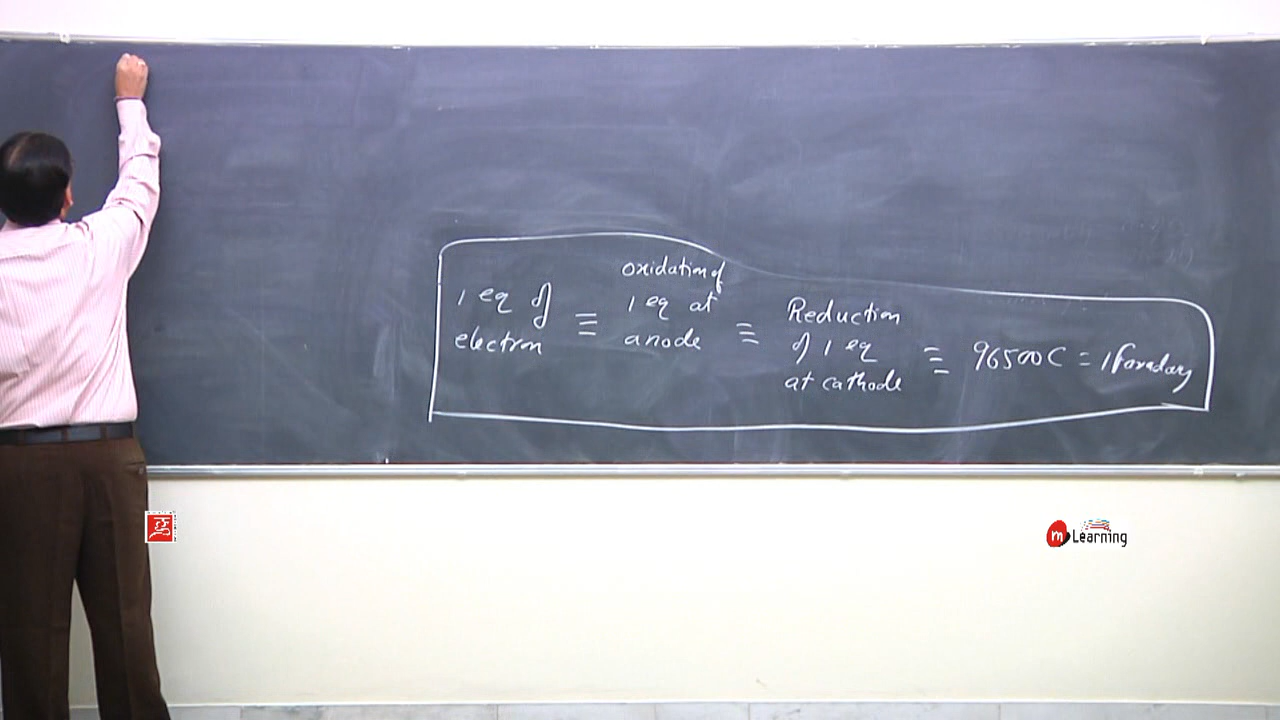 1 eq of
electron
≡
oxidation of
1 eq at
anode
≡
Reduction
of 1 eq
at cathode
≡ 96500C = 1 Faraday
m Learning